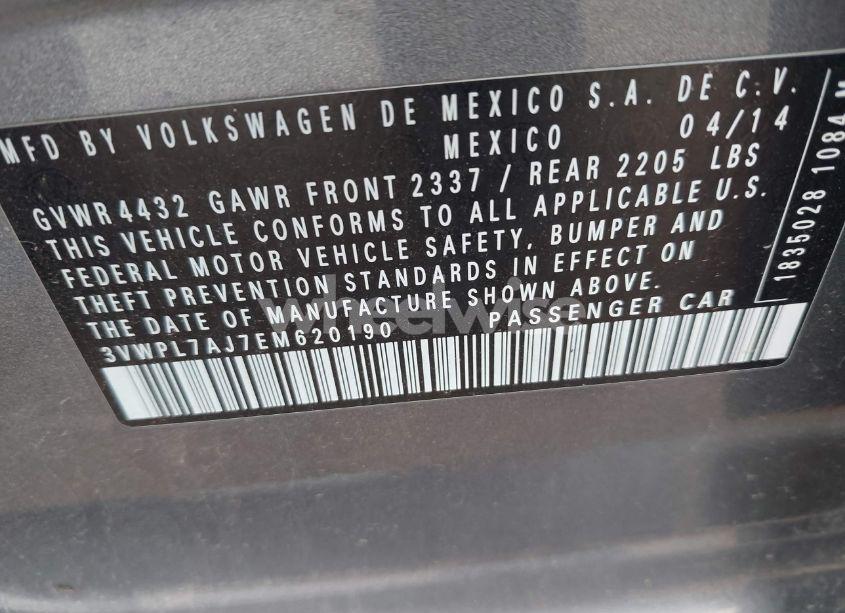 MFD BY VOLKSWAGEN DE MEXICO S.A. DE C.V.
MEXICO 04/14
GVWR4432 GAWR FRONT 2337 / REAR 2205 LBS
THIS VEHICLE CONFORMS TO ALL APPLICABLE U.S.
FEDERAL MOTOR VEHICLE SAFETY, BUMPER AND
THEFT PREVENTION STANDARDS IN EFFECT ON
THE DATE OF MANUFACTURE SHOWN ABOVE.
3VWPL7AJ7EM620190 PASSENGER CAR
1835028 1084 M
wheelwise